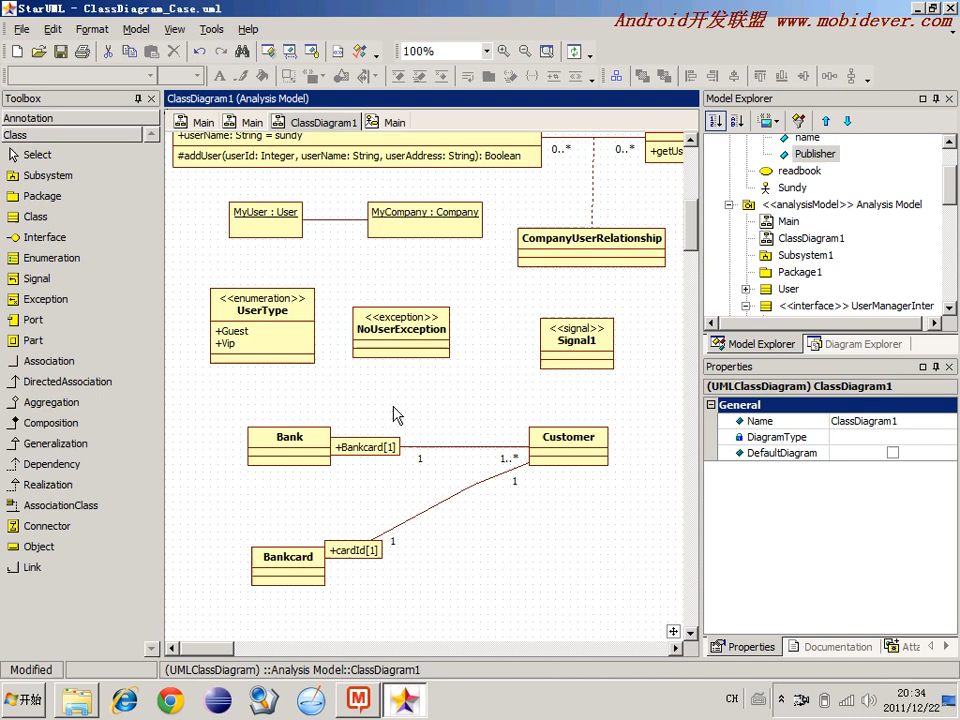 StarUML - ClassDiagram_Case.uml
Android开发联盟 www.mobidever.com
File Edit Format Model View Tools Help
100%
Toolbox
ClassDiagram1 (Analysis Model)
Model Explorer
Annotation
Class
Main Main ClassDiagram1 Main
Select
Subsystem
Package
Class
Interface
Enumeration
Signal
Exception
Port
Part
Association
DirectedAssociation
Aggregation
Composition
Generalization
Dependency
Realization
AssociationClass
Connector
Object
Link
+userName: String = sundy
#addUser(userId: Integer, userName: String, userAddress: String): Boolean
0..* 0..*
+getUs
MyUser : User
MyCompany : Company
CompanyUserRelationship
<<enumeration>>
UserType
+Guest
+Vip
<<exception>>
NoUserException
<<signal>>
Signal1
Bank
+Bankcard[1]
1
1..*
Customer
1
Bankcard
+cardId[1]
1
name
Publisher
readbook
Sundy
<<analysisModel>> Analysis Model
Main
ClassDiagram1
Subsystem1
Package1
User
<<interface>> UserManagerInter
Model Explorer Diagram Explorer
Properties
(UMLClassDiagram) ClassDiagram1
General
Name ClassDiagram1
DiagramType
DefaultDiagram
Properties Documentation Atta
Modified
(UMLClassDiagram) ::Analysis Model::ClassDiagram1
开始
CH
20:34
2011/12/22